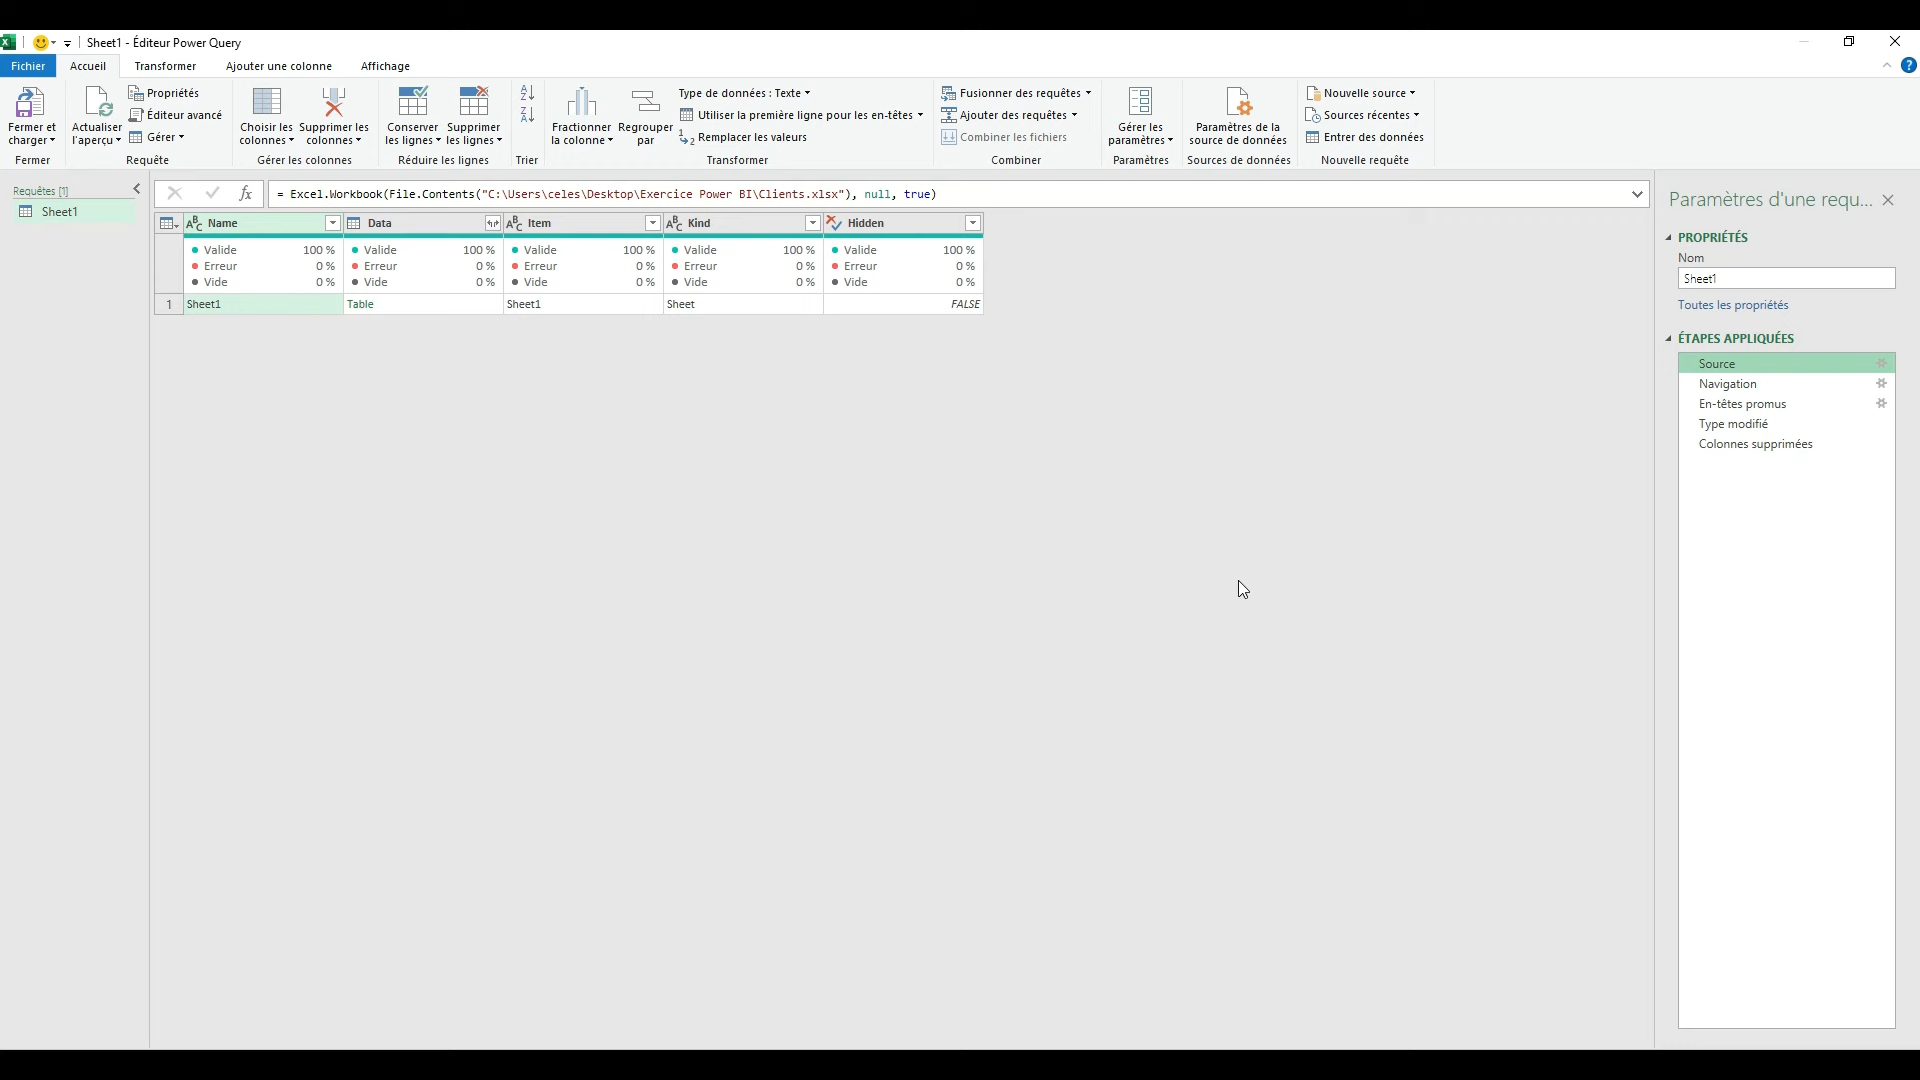 Sheet1 - Éditeur Power Query
Fichier
Accueil
Transformer
Ajouter une colonne
Affichage
Fermer et
charger
Fermer
Actualiser
l'aperçu
Propriétés
Éditeur avancé
Gérer
Requête
Choisir les
colonnes
Supprimer les
colonnes
Gérer les colonnes
Conserver
les lignes
Supprimer
les lignes
Réduire les lignes
Trier
Fractionner
la colonne
Regrouper
par
Type de données : Texte
Utiliser la première ligne pour les en-têtes
Remplacer les valeurs
Transformer
Fusionner des requêtes
Ajouter des requêtes
Combiner les fichiers
Combiner
Gérer les
paramètres
Paramètres
Paramètres de la
source de données
Sources de données
Nouvelle source
Sources récentes
Entrer des données
Nouvelle requête
Requêtes [1]
Sheet1
fx
= Excel.Workbook(File.Contents("C:\Users\celes\Desktop\Exercice Power BI\Clients.xlsx"), null, true)
Name Data Item Kind Hidden
Valide 100 % Valide 100 % Valide 100 % Valide 100 % Valide 100 %
Erreur 0 % Erreur 0 % Erreur 0 % Erreur 0 % Erreur 0 %
Vide 0 % Vide 0 % Vide 0 % Vide 0 % Vide 0 %
1 Sheet1 Table Sheet1 Sheet FALSE
Paramètres d'une requ...
PROPRIÉTÉS
Nom
Sheet1
Toutes les propriétés
ÉTAPES APPLIQUÉES
Source
Navigation
En-têtes promus
Type modifié
Colonnes supprimées